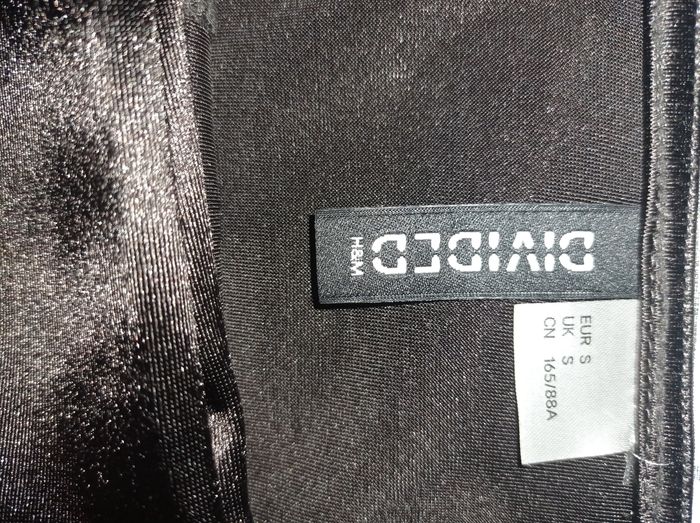 DIVIDED
H&M
EUR S
UK S
CN 165/88A